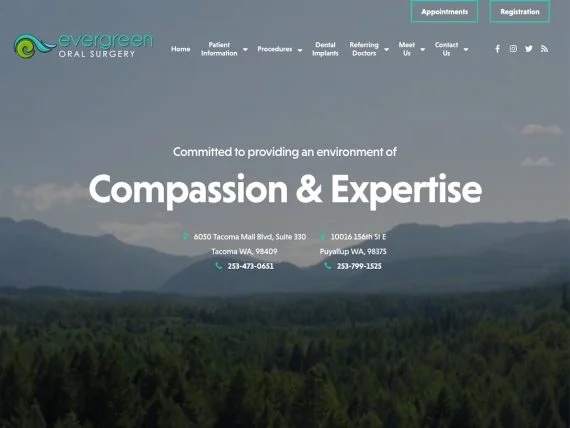 Appointments
Registration
evergreen
ORAL SURGERY
Home
Patient
Information
Procedures
Dental
Implants
Referring
Doctors
Meet
Us
Contact
Us
Committed to providing an environment of
Compassion & Expertise
6050 Tacoma Mall Blvd, Suite 330
Tacoma WA, 98409
253-473-0651
10016 156th St E
Puyallup WA, 98375
253-799-1525